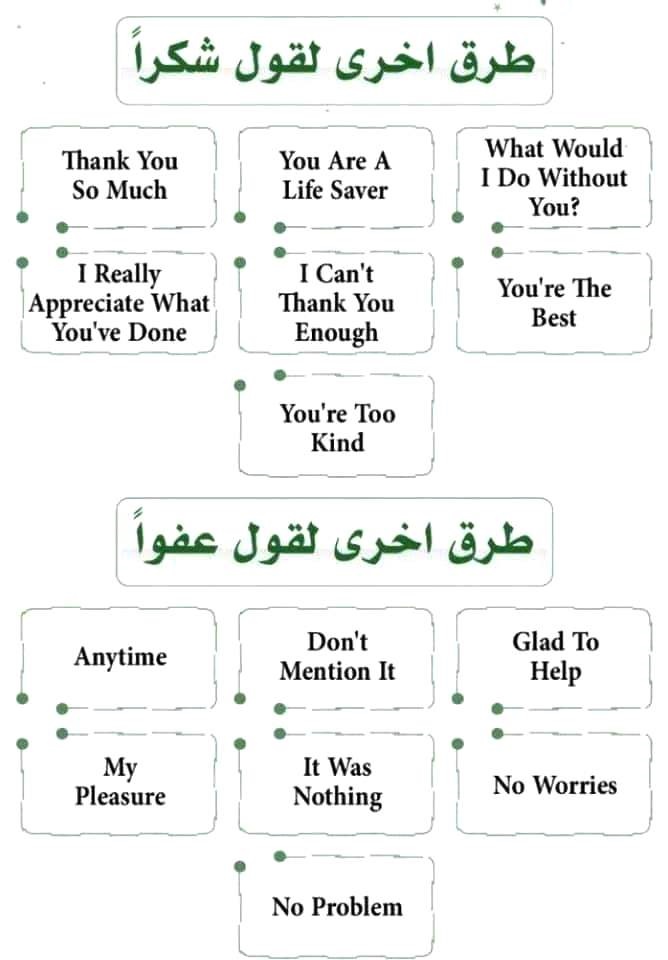 طرق اخرى لقول شكراً
Thank You
So Much
You Are A
Life Saver
What Would
I Do Without
You?
I Really
Appreciate What
You've Done
I Can't
Thank You
Enough
You're The
Best
You're Too
Kind
طرق اخرى لقول عفواً
Anytime
Don't
Mention It
Glad To
Help
My
Pleasure
It Was
Nothing
No Worries
No Problem